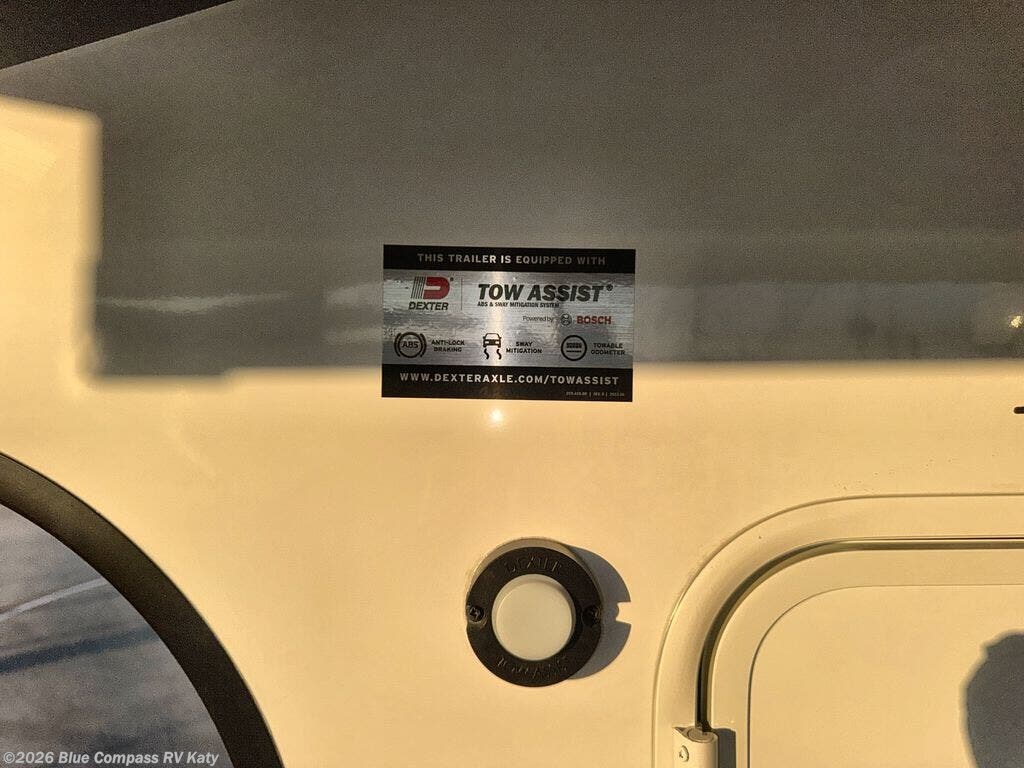 THIS TRAILER IS EQUIPPED WITH
DEXTER
TOW ASSIST®
ABS & SWAY MITIGATION SYSTEM
Powered by BOSCH
ABS
ANTI-LOCK
BRAKING
SWAY
MITIGATION
TOWABLE
ODOMETER
WWW.DEXTERAXLE.COM/TOWASSIST
DEXTER
©2026 Blue Compass RV Katy